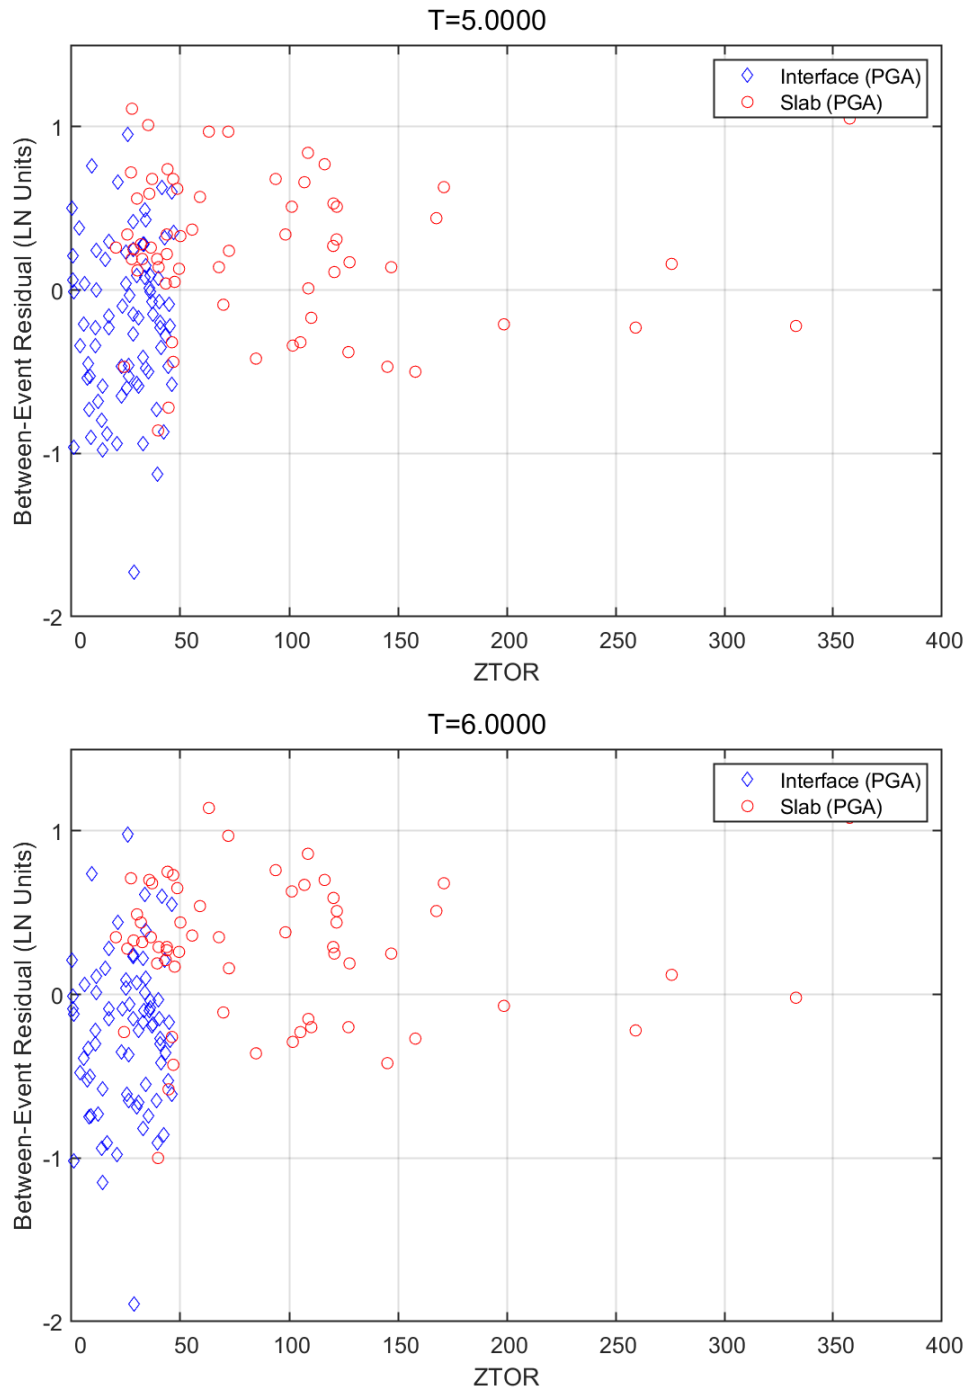 T=5.0000
Interface (PGA)
Slab (PGA)
Between-Event Residual (LN Units)
1
0
-1
-2
0 50 100 150 200 250 300 350 400
ZTOR
T=6.0000
Interface (PGA)
Slab (PGA)
Between-Event Residual (LN Units)
1
0
-1
-2
0 50 100 150 200 250 300 350 400
ZTOR